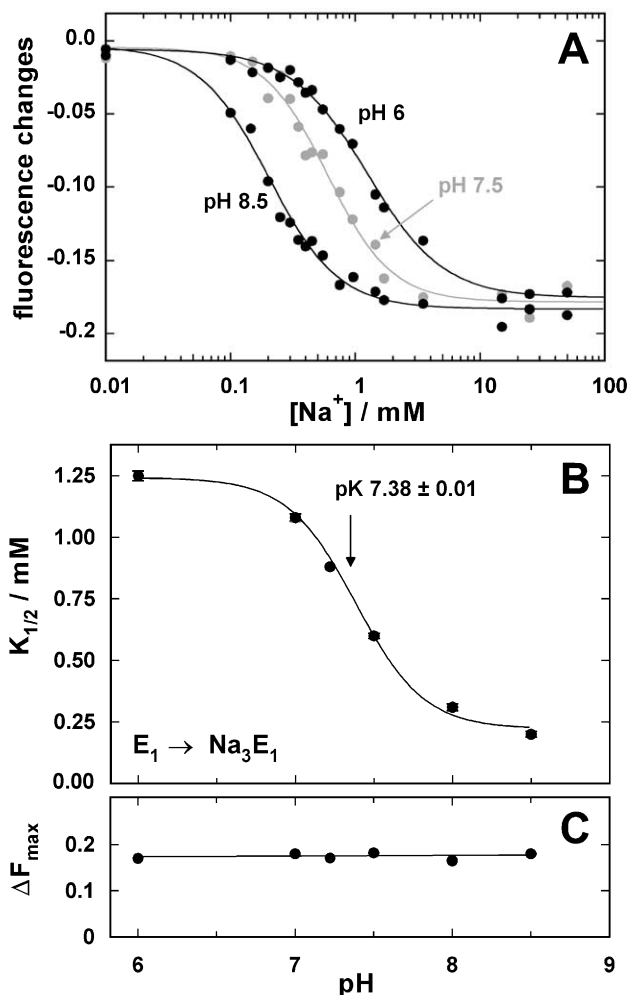 A
0.0
-0.05
-0.10
-0.15
-0.2
fluorescence changes
pH 6
pH 7.5
pH 8.5
0.01 0.1 1 10 100
[Na⁺] / mM
B
1.25
1.00
0.75
0.50
0.25
0.00
K₁/₂ / mM
pK 7.38 ± 0.01
E₁ → Na₃E₁
C
0.2
0.1
0
ΔFₘₐₓ
6 7 8 9
pH